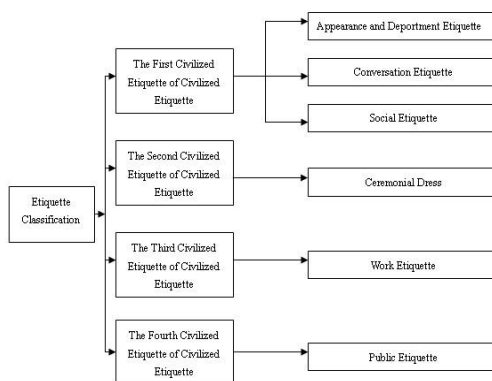 Etiquette
Classification
The First Civilized
Etiquette of Civilized
Etiquette
Appearance and Deportment Etiquette
Conversation Etiquette
Social Etiquette
The Second Civilized
Etiquette of Civilized
Etiquette
Ceremonial Dress
The Third Civilized
Etiquette of Civilized
Etiquette
Work Etiquette
The Fourth Civilized
Etiquette of Civilized
Etiquette
Public Etiquette